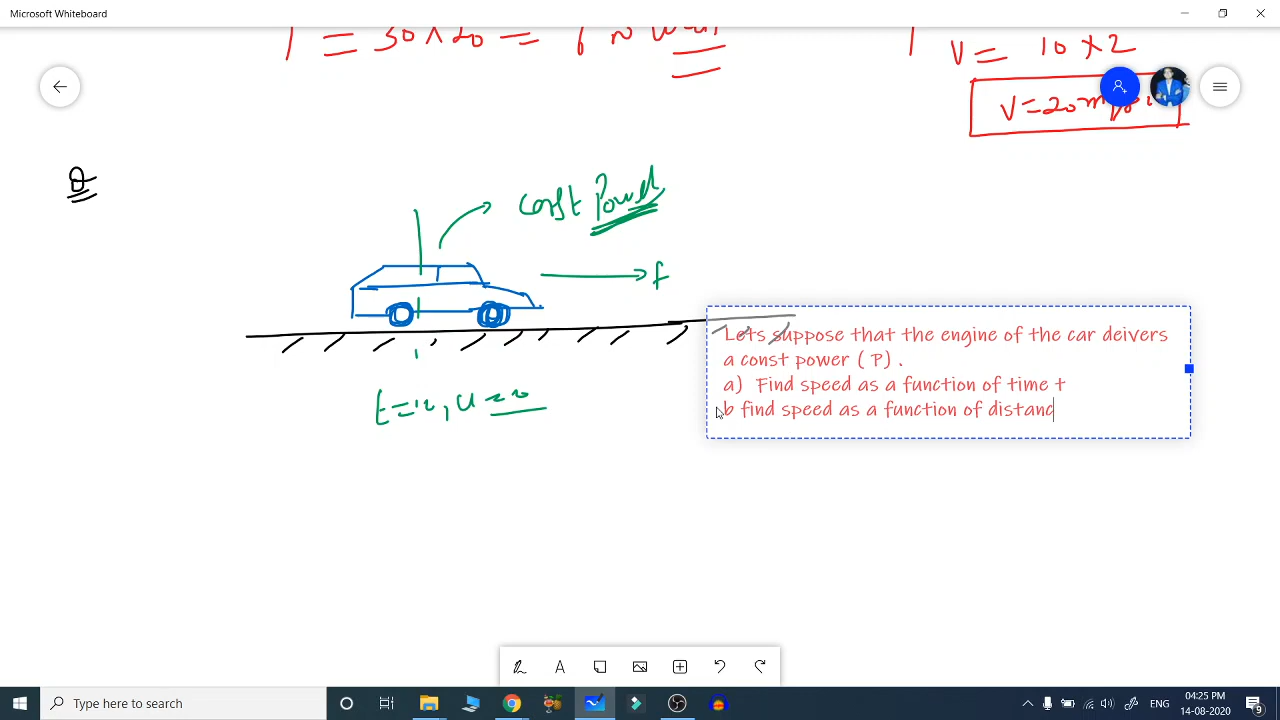 Microsoft Whiteboard
= 30 × 20 =
V = 10 × 2
Q
const Power
F
Lets suppose that the engine of the car deivers
a const power ( P) .
a) Find speed as a function of time t
b find speed as a function of distanc
Type here to search
ENG
04:25 PM
14-08-2020